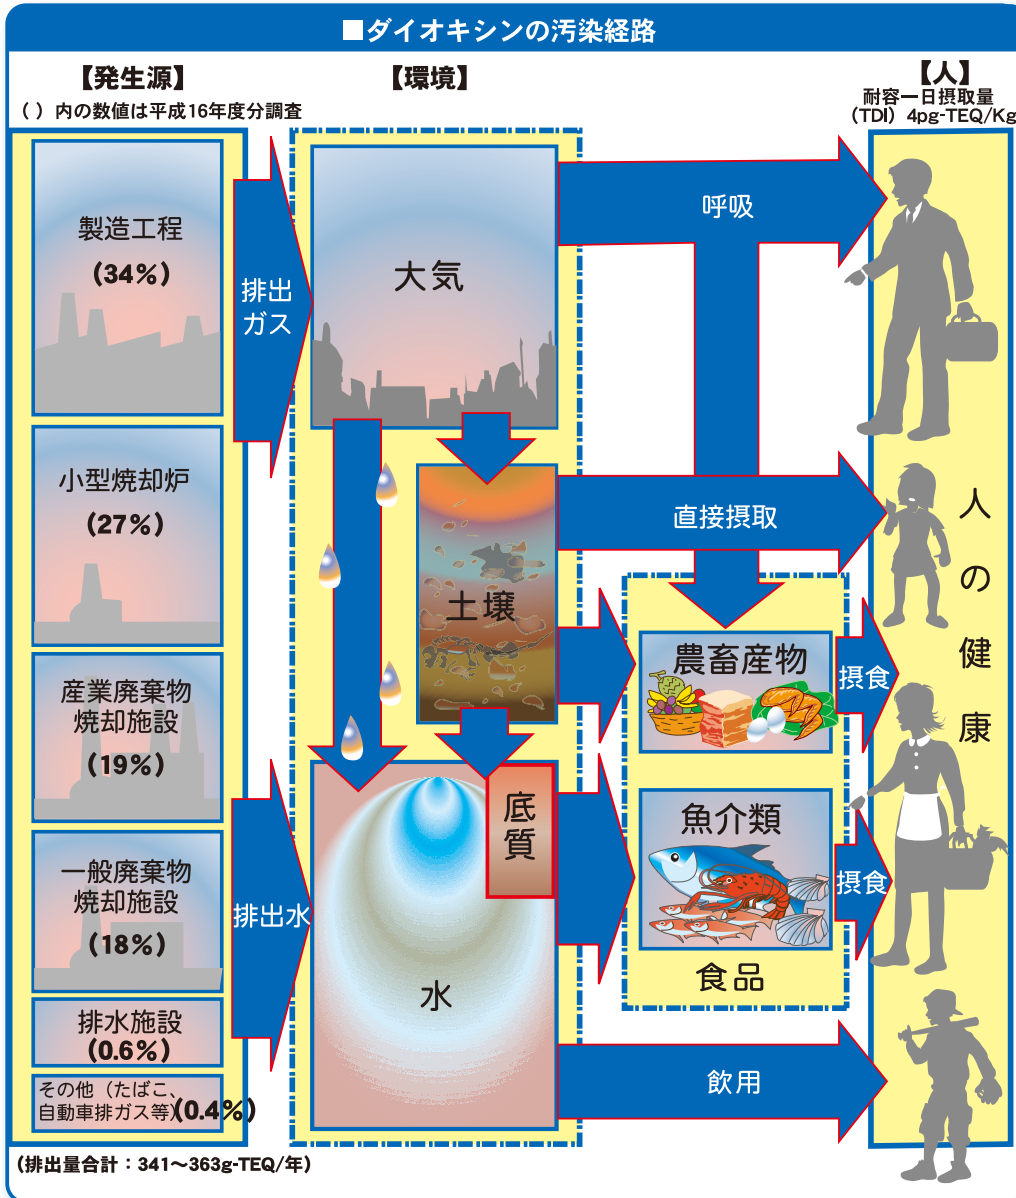 ■ダイオキシンの汚染経路
【発生源】
( ) 内の数値は平成16年度分調査
【環境】
【人】
耐容一日摂取量
(TDI) 4pg-TEQ/Kg
製造工程
(34%)
小型焼却炉
(27%)
産業廃棄物
焼却施設
(19%)
一般廃棄物
焼却施設
(18%)
排水施設
(0.6%)
その他 (たばこ、
自動車排ガス等)(0.4%)
(排出量合計：341〜363g-TEQ/年)
排出
ガス
排出水
大気
土壌
底質
水
呼吸
直接摂取
農畜産物
魚介類
食品
摂食
摂食
飲用
人の健康